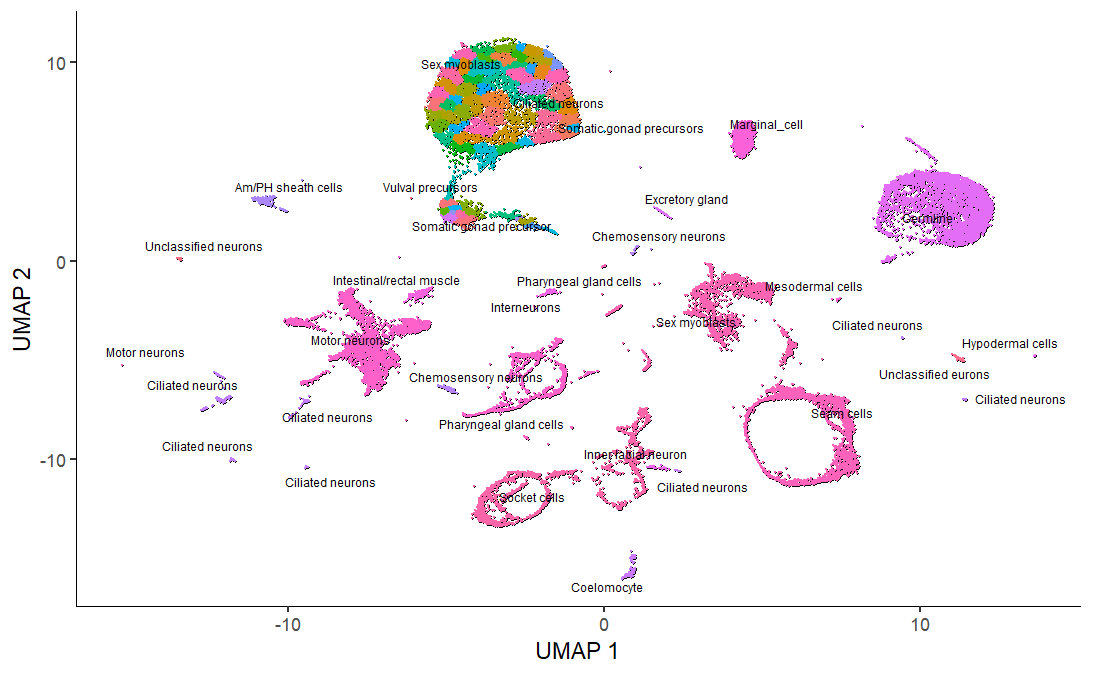 10
Sex myoblasts
Ciliated neurons
Somatic gonad precursors
Marginal_cell
Am/PH sheath cells
Vulval precursors
Excretory gland
Germline
Somatic gonad precursor
Chemosensory neurons
Unclassified neurons
0
Intestinal/rectal muscle
Pharyngeal gland cells
Mesodermal cells
Interneurons
Sex myoblasts
Ciliated neurons
Motor neurons
Hypodermal cells
Motor neurons
Unclassified eurons
Chemosensory neurons
Ciliated neurons
Ciliated neurons
Seam cells
Ciliated neurons
Pharyngeal gland cells
Ciliated neurons
Inner labial neuron
-10
Ciliated neurons
Ciliated neurons
Socket cells
Coelomocyte
-10
0
10
UMAP 1
UMAP 2